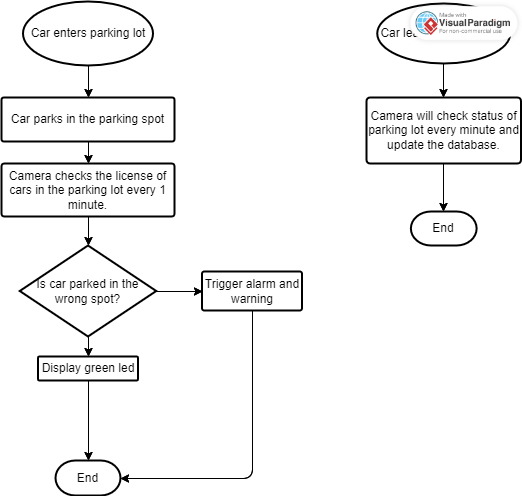 Car enters parking lot
Car
Made with
Visual Paradigm
For non-commercial use
Car parks in the parking spot
Camera will check status of
parking lot every minute and
update the database.
Camera checks the license of
cars in the parking lot every 1
minute.
End
Is car parked in the
wrong spot?
Trigger alarm and
warning
Display green led
End